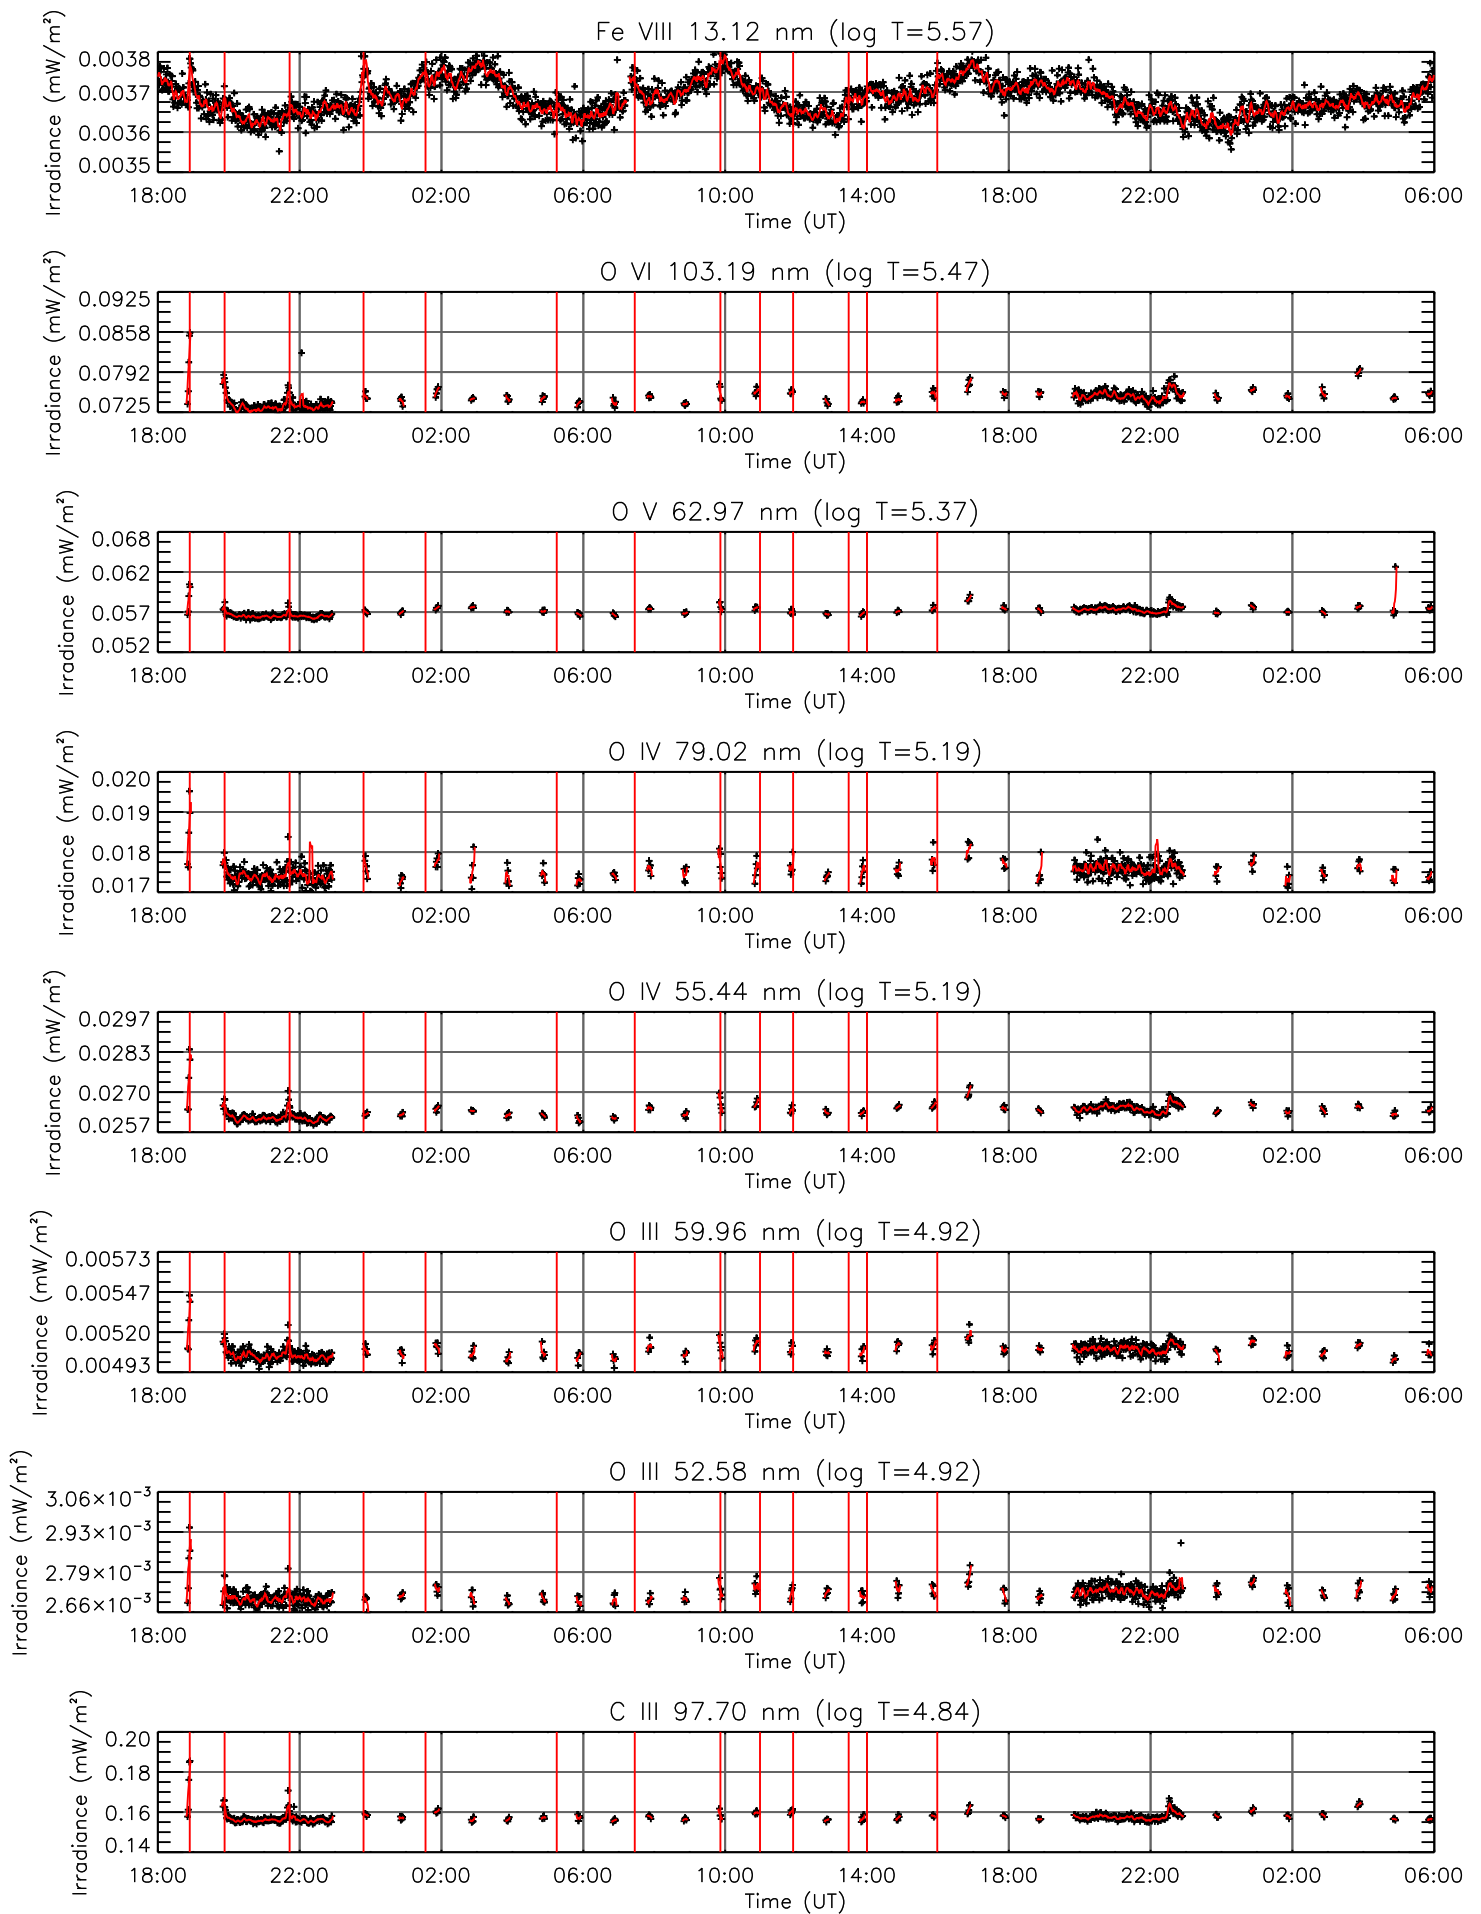 Fe VIII 13.12 nm (log T=5.57)
Irradiance (mW/m²)
0.0038
0.0037
0.0036
0.0035
18:00 22:00 02:00 06:00 10:00 14:00 18:00 22:00 02:00 06:00
Time (UT)
O VI 103.19 nm (log T=5.47)
Irradiance (mW/m²)
0.0925
0.0858
0.0792
0.0725
18:00 22:00 02:00 06:00 10:00 14:00 18:00 22:00 02:00 06:00
Time (UT)
O V 62.97 nm (log T=5.37)
Irradiance (mW/m²)
0.068
0.062
0.057
0.052
18:00 22:00 02:00 06:00 10:00 14:00 18:00 22:00 02:00 06:00
Time (UT)
O IV 79.02 nm (log T=5.19)
Irradiance (mW/m²)
0.020
0.019
0.018
0.017
18:00 22:00 02:00 06:00 10:00 14:00 18:00 22:00 02:00 06:00
Time (UT)
O IV 55.44 nm (log T=5.19)
Irradiance (mW/m²)
0.0297
0.0283
0.0270
0.0257
18:00 22:00 02:00 06:00 10:00 14:00 18:00 22:00 02:00 06:00
Time (UT)
O III 59.96 nm (log T=4.92)
Irradiance (mW/m²)
0.00573
0.00547
0.00520
0.00493
18:00 22:00 02:00 06:00 10:00 14:00 18:00 22:00 02:00 06:00
Time (UT)
O III 52.58 nm (log T=4.92)
Irradiance (mW/m²)
3.06×10⁻³
2.93×10⁻³
2.79×10⁻³
2.66×10⁻³
18:00 22:00 02:00 06:00 10:00 14:00 18:00 22:00 02:00 06:00
Time (UT)
C III 97.70 nm (log T=4.84)
Irradiance (mW/m²)
0.20
0.18
0.16
0.14
18:00 22:00 02:00 06:00 10:00 14:00 18:00 22:00 02:00 06:00
Time (UT)